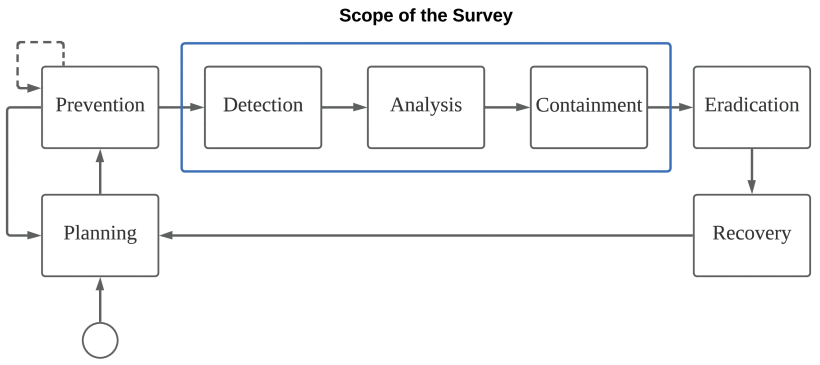 Scope of the Survey
Prevention
Detection
Analysis
Containment
Eradication
Planning
Recovery